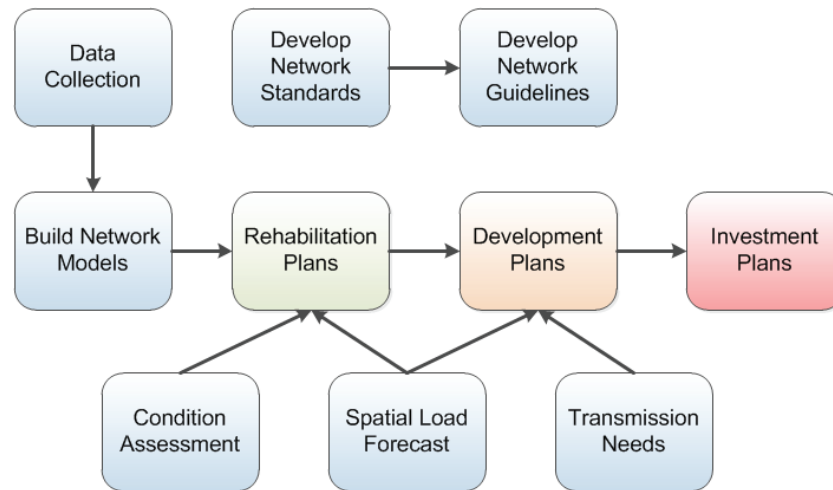 Data
Collection
Develop
Network
Standards
Develop
Network
Guidelines
Build Network
Models
Rehabilitation
Plans
Development
Plans
Investment
Plans
Condition
Assessment
Spatial Load
Forecast
Transmission
Needs